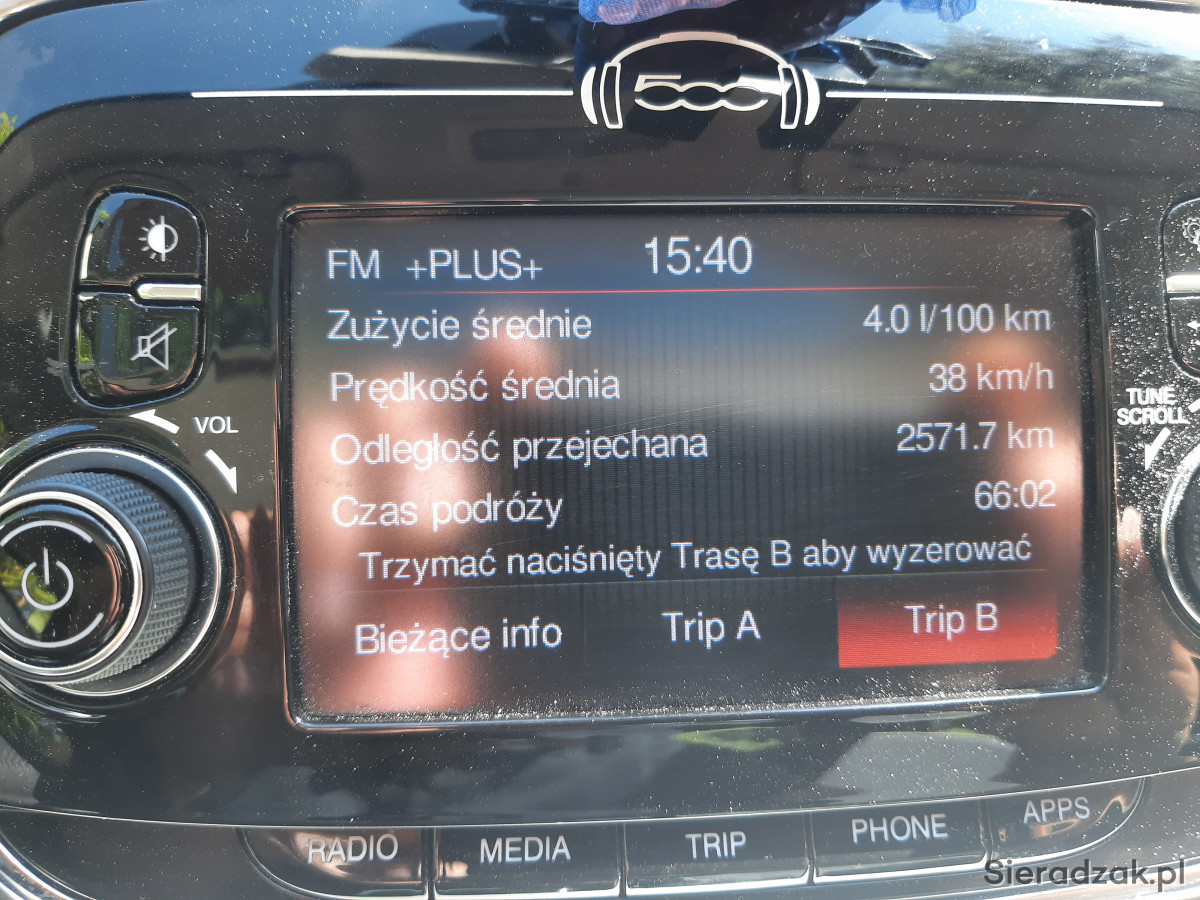 500
FM +PLUS+ 15:40
Zużycie średnie 4.0 l/100 km
Prędkość średnia 38 km/h
VOL
TUNE
SCROLL
Odległość przejechana 2571.7 km
Czas podróży 66:02
Trzymać naciśnięty Trasę B aby wyzerować
Bieżące info Trip A Trip B
RADIO MEDIA TRIP PHONE APPS
Sieradzak.pl